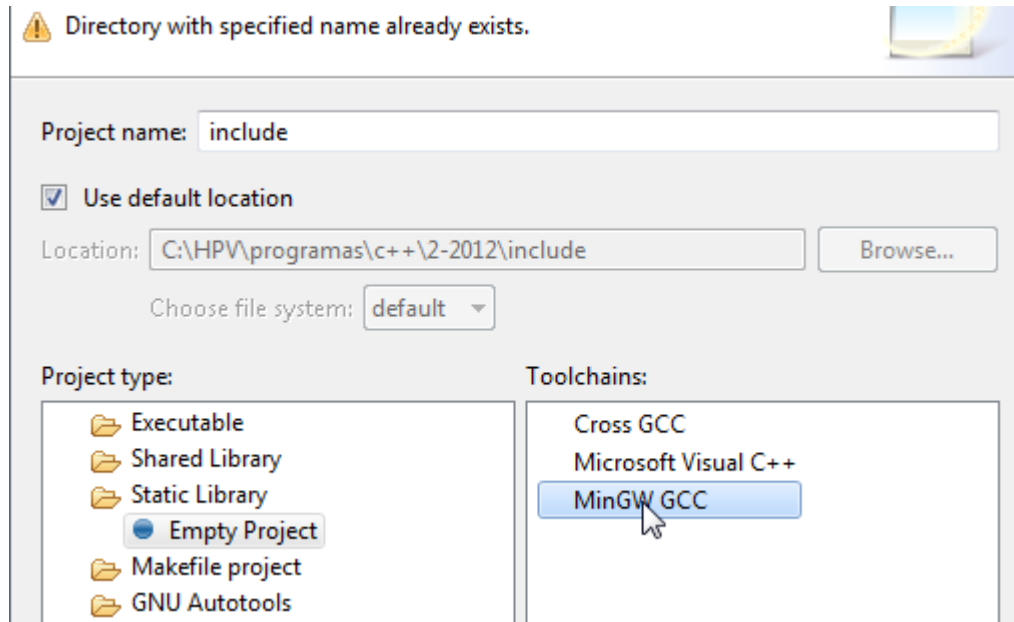 Directory with specified name already exists.
Project name: include
Use default location
Location: C:\HPV\programas\c++\2-2012\include Browse...
Choose file system: default
Project type: Toolchains:
Executable Cross GCC
Shared Library Microsoft Visual C++
Static Library MinGW GCC
Empty Project
Makefile project
GNU Autotools